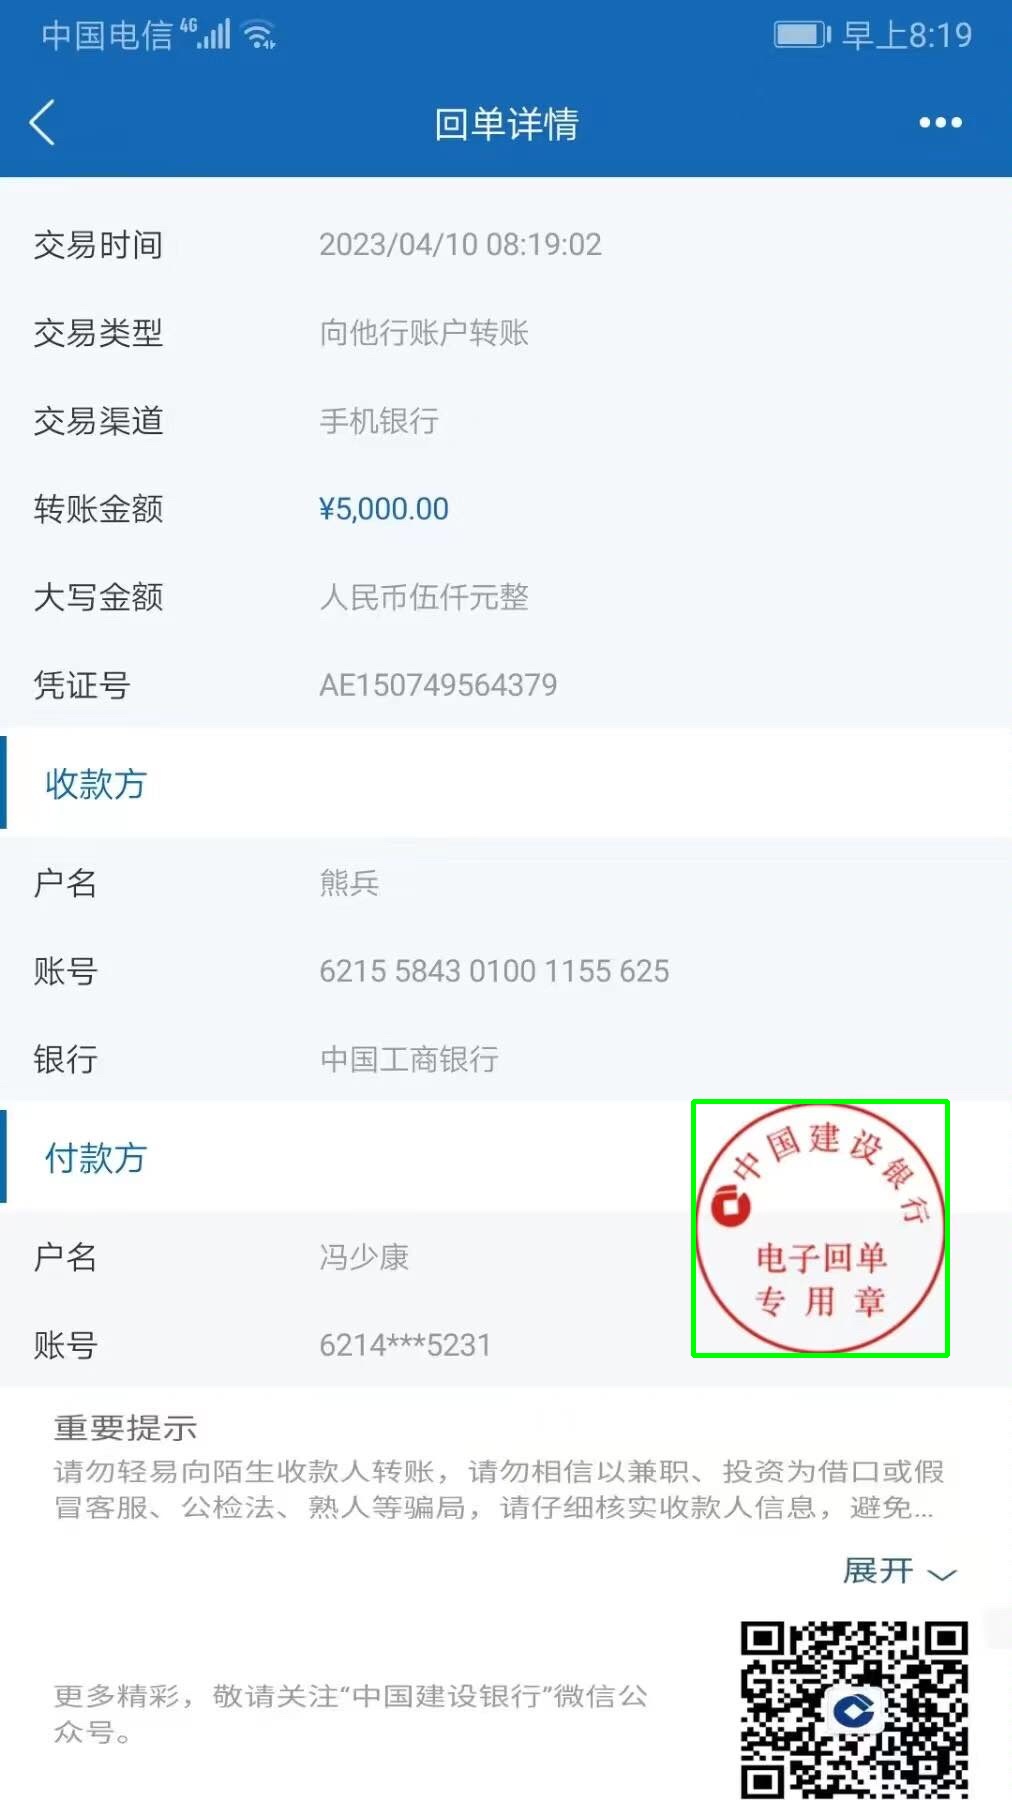 中国电信 4G 早上8:19
回单详情
交易时间 2023/04/10 08:19:02
交易类型 向他行账户转账
交易渠道 手机银行
转账金额 ¥5,000.00
大写金额 人民币伍仟元整
凭证号 AE150749564379
收款方
户名 熊兵
账号 6215 5843 0100 1155 625
银行 中国工商银行
付款方
中国建设银行
电子回单
专用章
户名 冯少康
账号 6214***5231
重要提示
请勿轻易向陌生收款人转账，请勿相信以兼职、投资为借口或假
冒客服、公检法、熟人等骗局，请仔细核实收款人信息，避免...
展开
更多精彩，敬请关注“中国建设银行”微信公
众号。